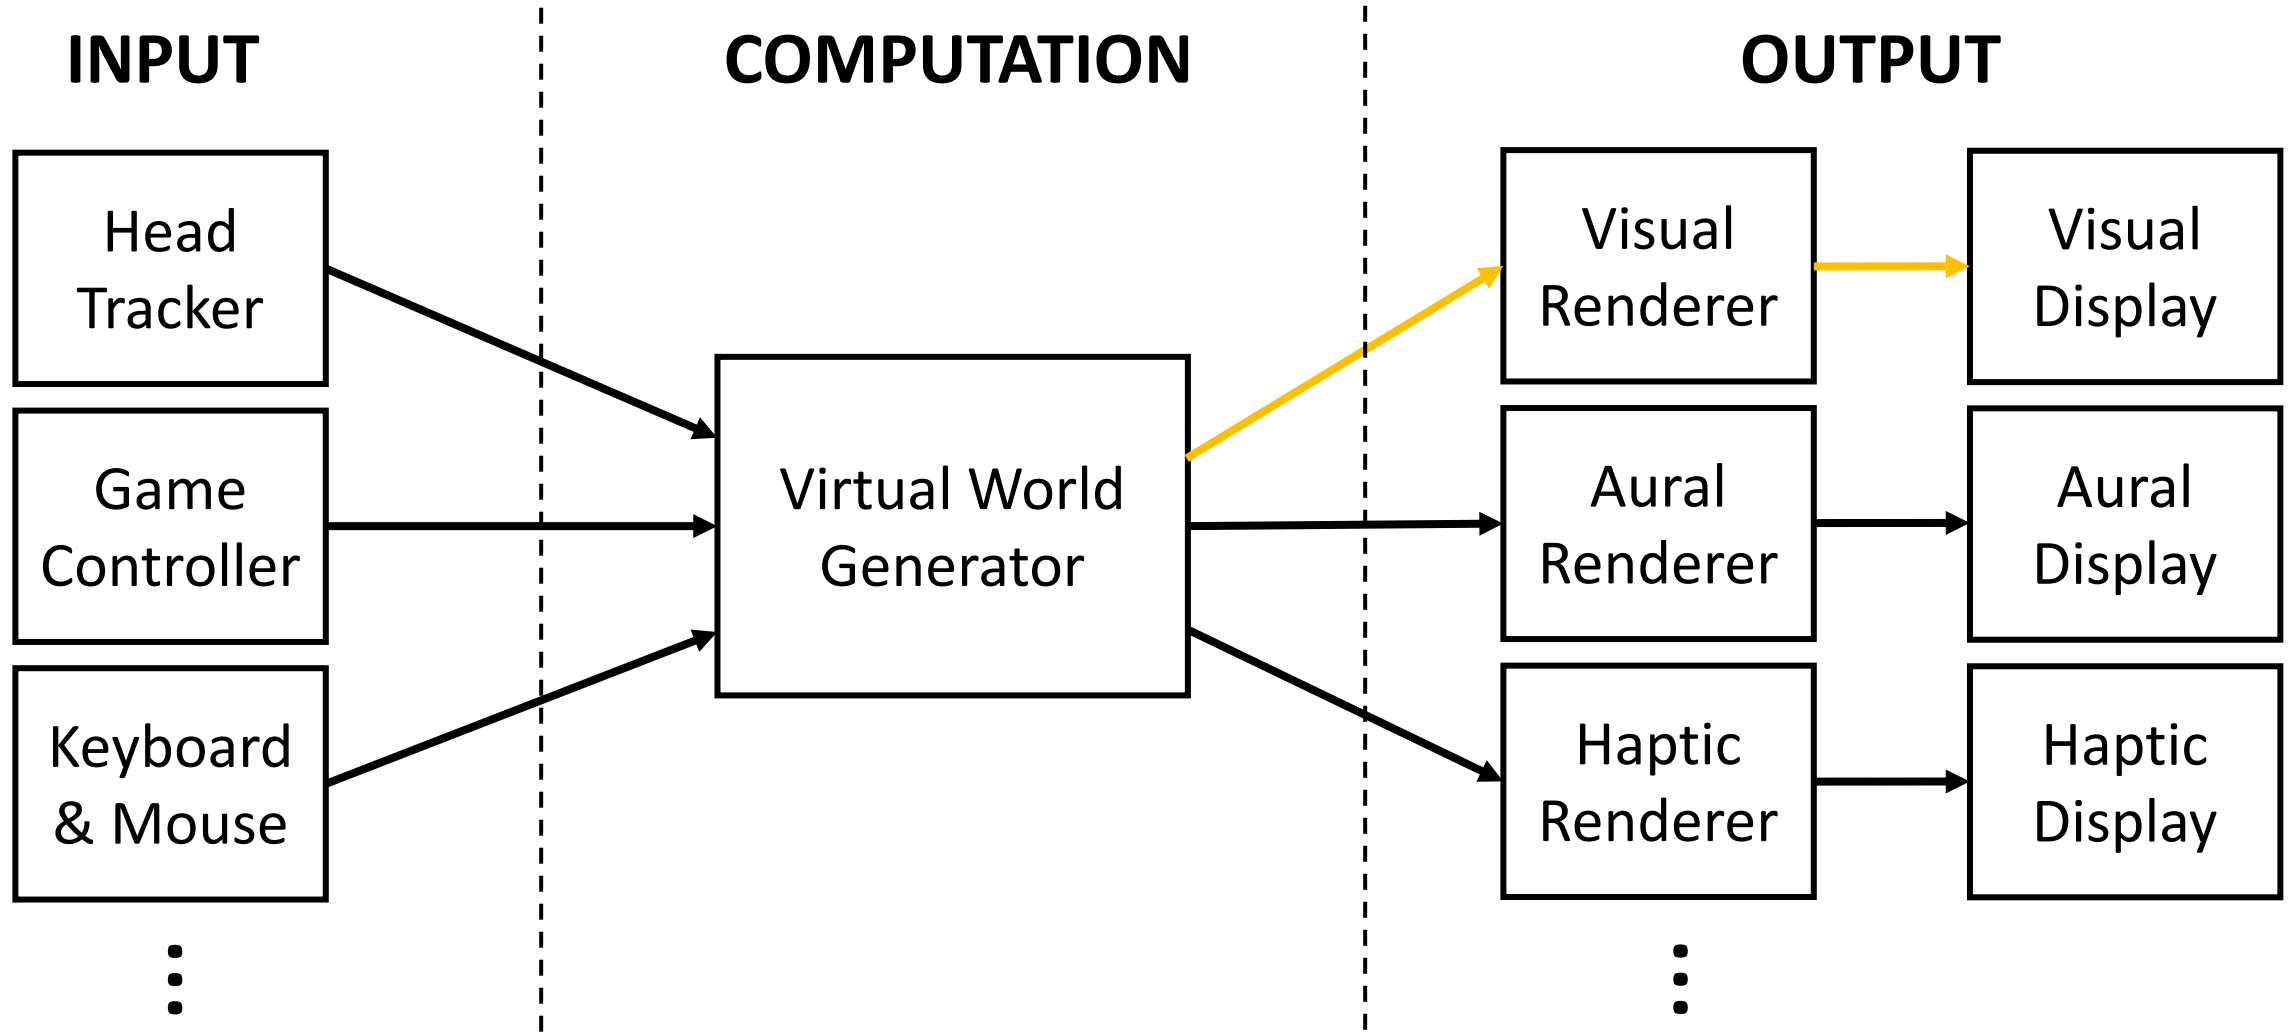 INPUT
COMPUTATION
OUTPUT
Head
Tracker
Game
Controller
Keyboard
& Mouse
Virtual World
Generator
Visual
Renderer
Visual
Display
Aural
Renderer
Aural
Display
Haptic
Renderer
Haptic
Display